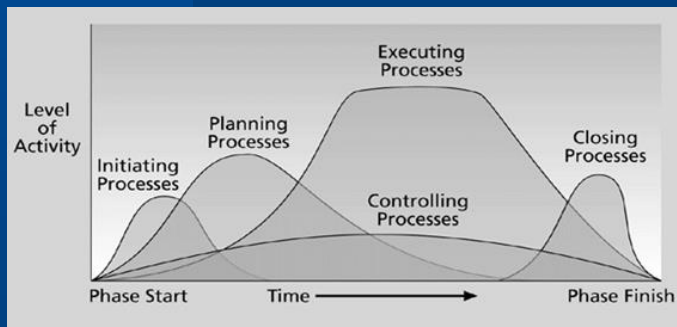 Executing
Processes
Level
of
Activity
Planning
Processes
Closing
Processes
Initiating
Processes
Controlling
Processes
Phase Start
Time
Phase Finish